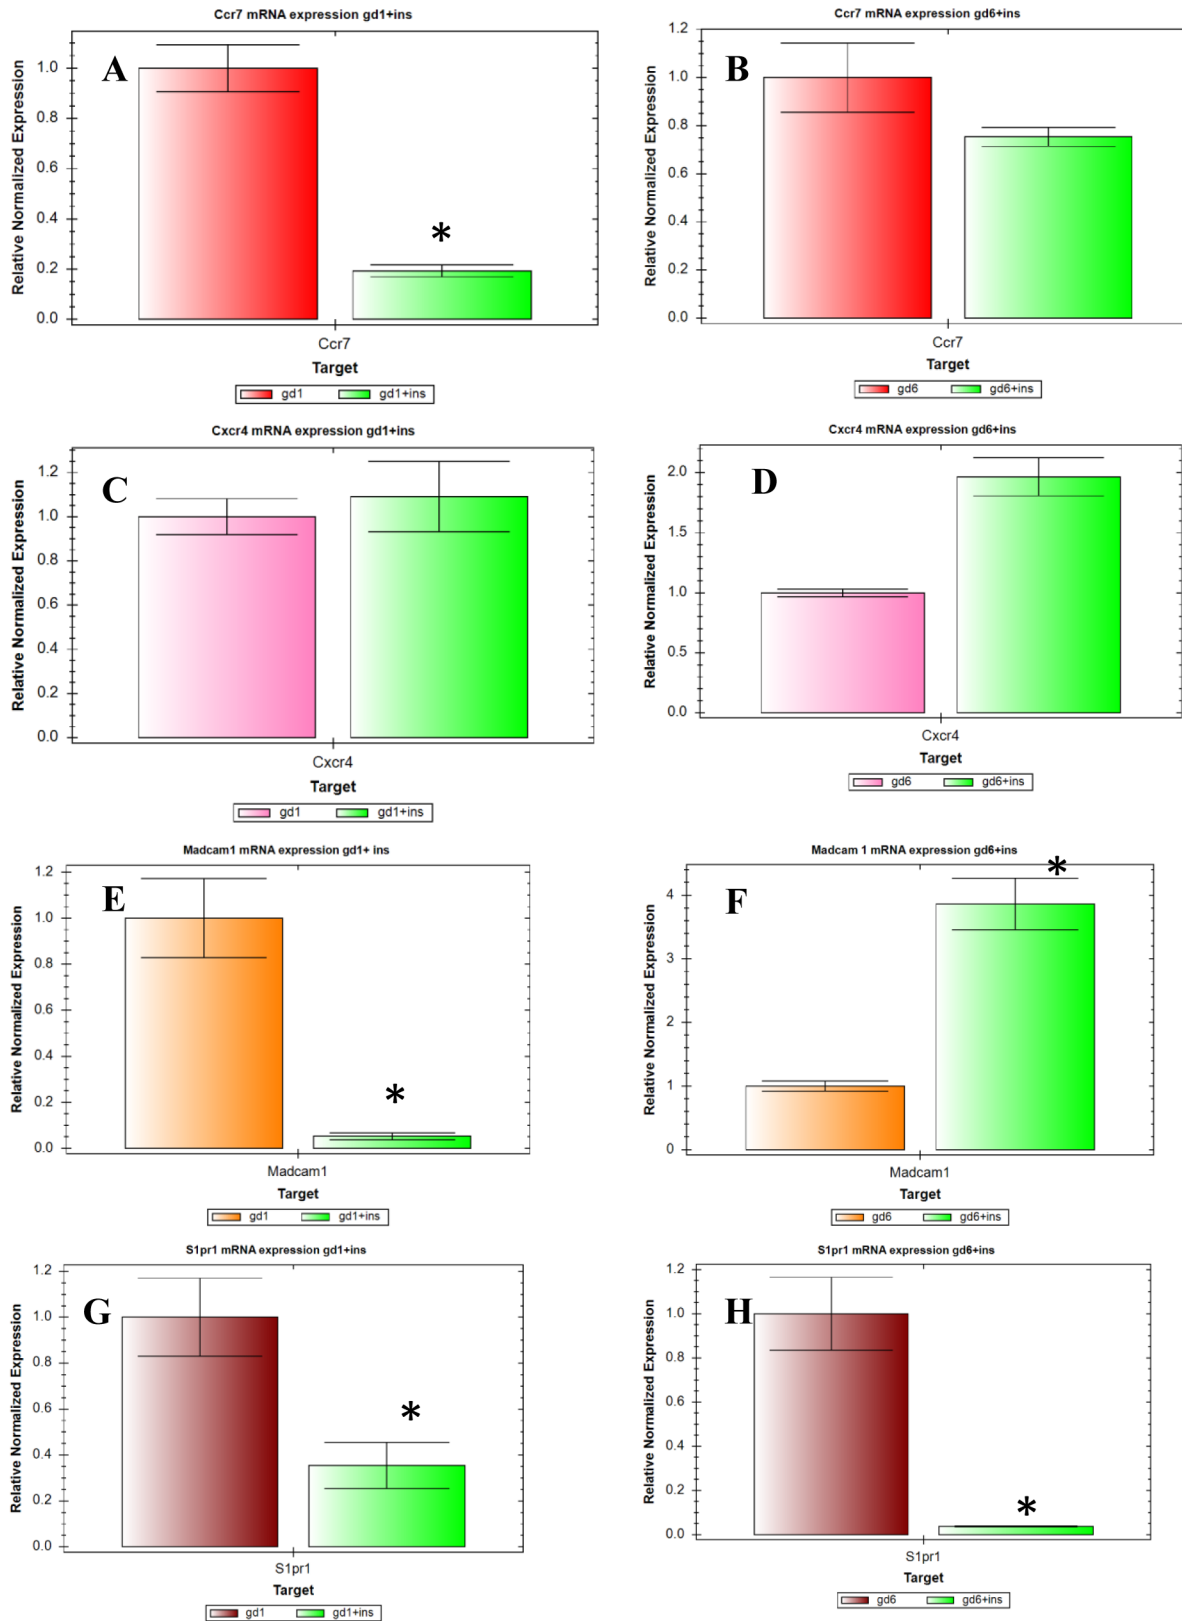 Ccr7 mRNA expression gd1+ins
A
Relative Normalized Expression
1.0
0.8
0.6
0.4
0.2
0.0
*
Ccr7
Target
gd1 gd1+ins
Ccr7 mRNA expression gd6+ins
B
Relative Normalized Expression
1.2
1.0
0.8
0.6
0.4
0.2
0.0
Ccr7
Target
gd6 gd6+ins
Cxcr4 mRNA expression gd1+ins
C
Relative Normalized Expression
1.2
1.0
0.8
0.6
0.4
0.2
0.0
Cxcr4
Target
gd1 gd1+ins
Cxcr4 mRNA expression gd6+ins
D
Relative Normalized Expression
2.0
1.5
1.0
0.5
0.0
Cxcr4
Target
gd6 gd6+ins
Madcam1 mRNA expression gd1+ ins
E
Relative Normalized Expression
1.2
1.0
0.8
0.6
0.4
0.2
0.0
*
Madcam1
Target
gd1 gd1+ins
Madcam 1 mRNA expression gd6+ins
F
Relative Normalized Expression
4
3
2
1
0
*
Madcam1
Target
gd6 gd6+ins
S1pr1 mRNA expression gd1+ins
G
Relative Normalized Expression
1.2
1.0
0.8
0.6
0.4
0.2
0.0
*
S1pr1
Target
gd1 gd1+ins
S1pr1 mRNA expression gd6+ins
H
Relative Normalized Expression
1.2
1.0
0.8
0.6
0.4
0.2
0.0
*
S1pr1
Target
gd6 gd6+ins